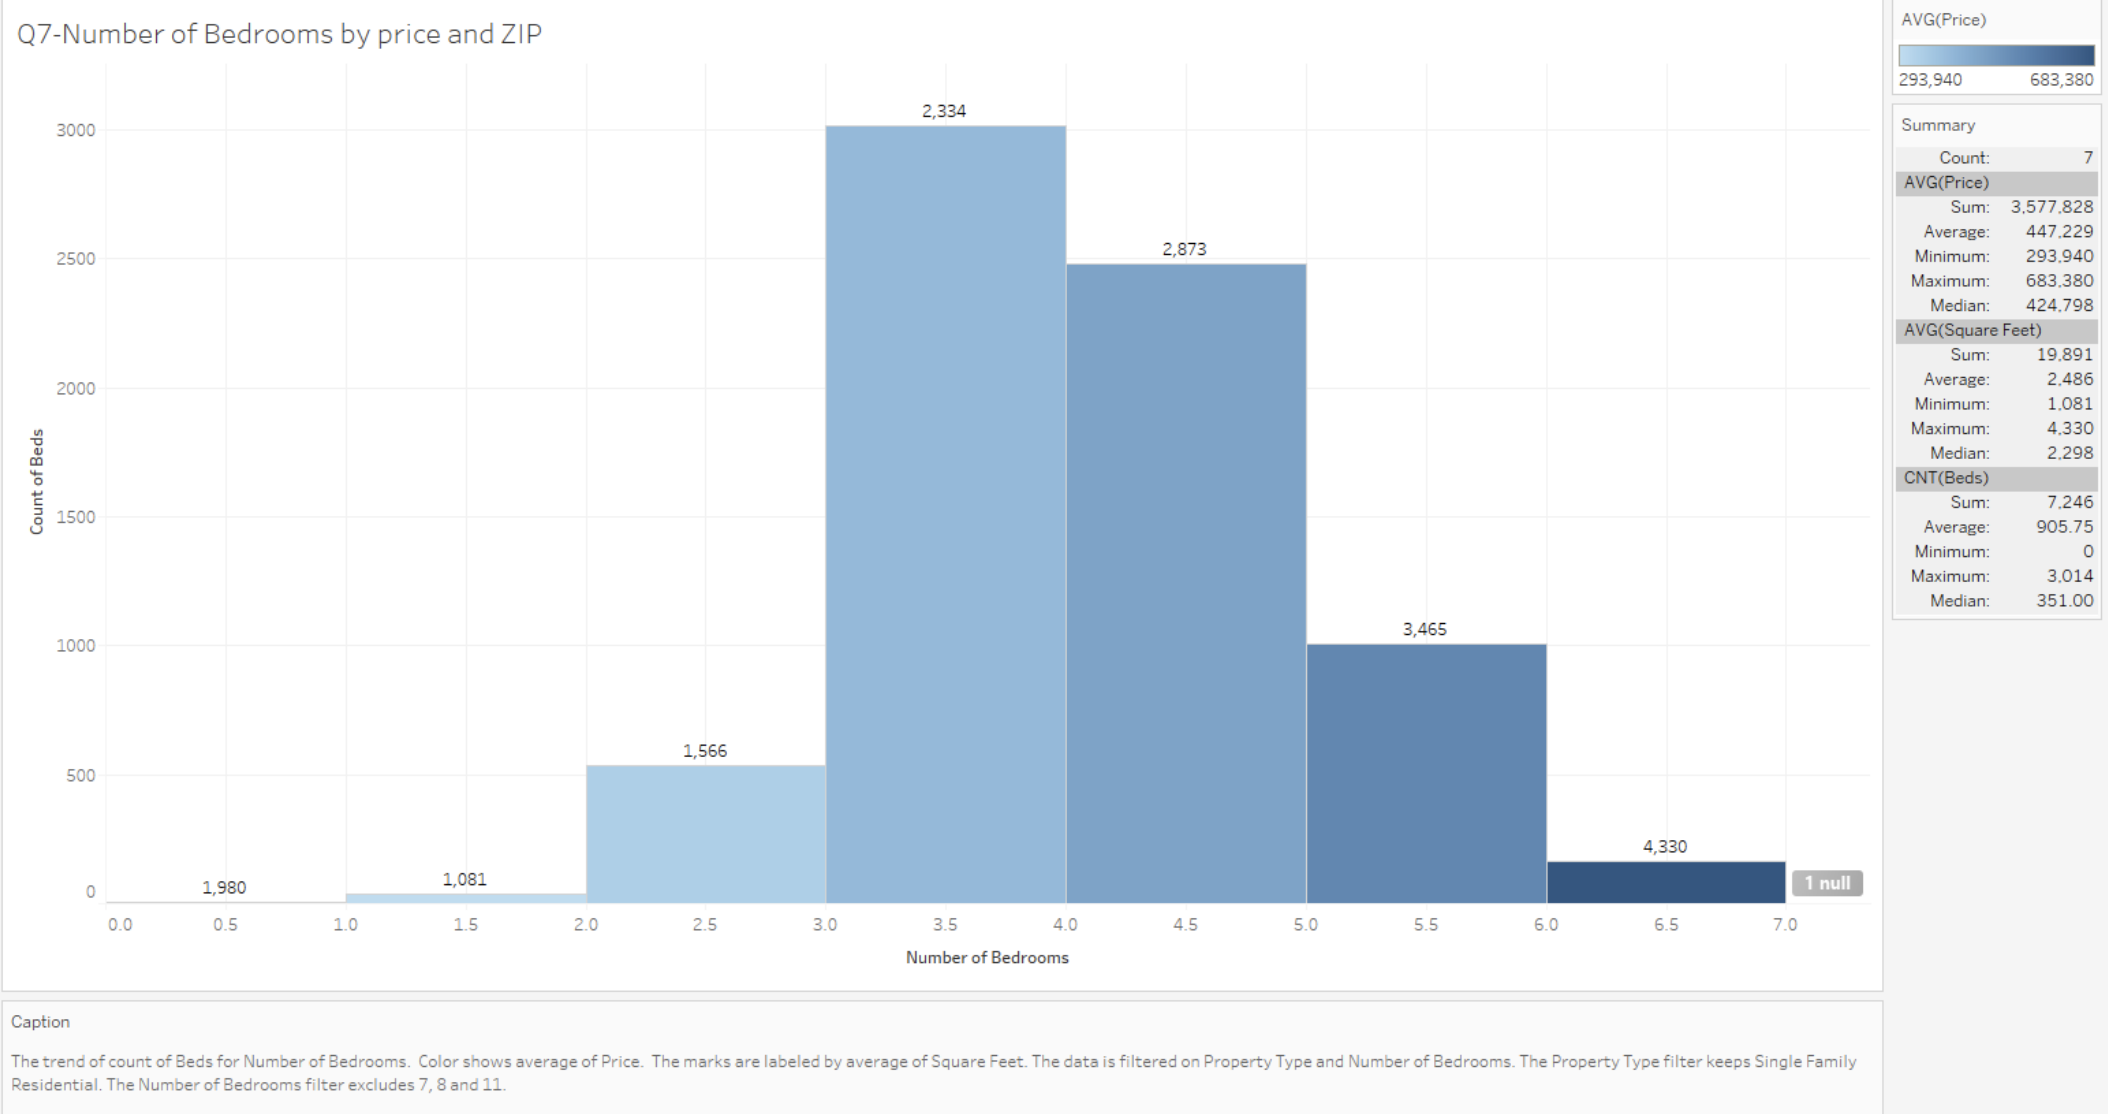 Q7-Number of Bedrooms by price and ZIP
3000
2500
2000
1500
1000
500
0
Count of Beds
1,980
1,081
1,566
2,334
2,873
3,465
4,330
1 null
0.0 0.5 1.0 1.5 2.0 2.5 3.0 3.5 4.0 4.5 5.0 5.5 6.0 6.5 7.0
Number of Bedrooms
AVG(Price)
293,940 683,380
Summary
Count: 7
AVG(Price)
Sum: 3,577,828
Average: 447,229
Minimum: 293,940
Maximum: 683,380
Median: 424,798
AVG(Square Feet)
Sum: 19,891
Average: 2,486
Minimum: 1,081
Maximum: 4,330
Median: 2,298
CNT(Beds)
Sum: 7,246
Average: 905.75
Minimum: 0
Maximum: 3,014
Median: 351.00
Caption
The trend of count of Beds for Number of Bedrooms. Color shows average of Price. The marks are labeled by average of Square Feet. The data is filtered on Property Type and Number of Bedrooms. The Property Type filter keeps Single Family
Residential. The Number of Bedrooms filter excludes 7, 8 and 11.